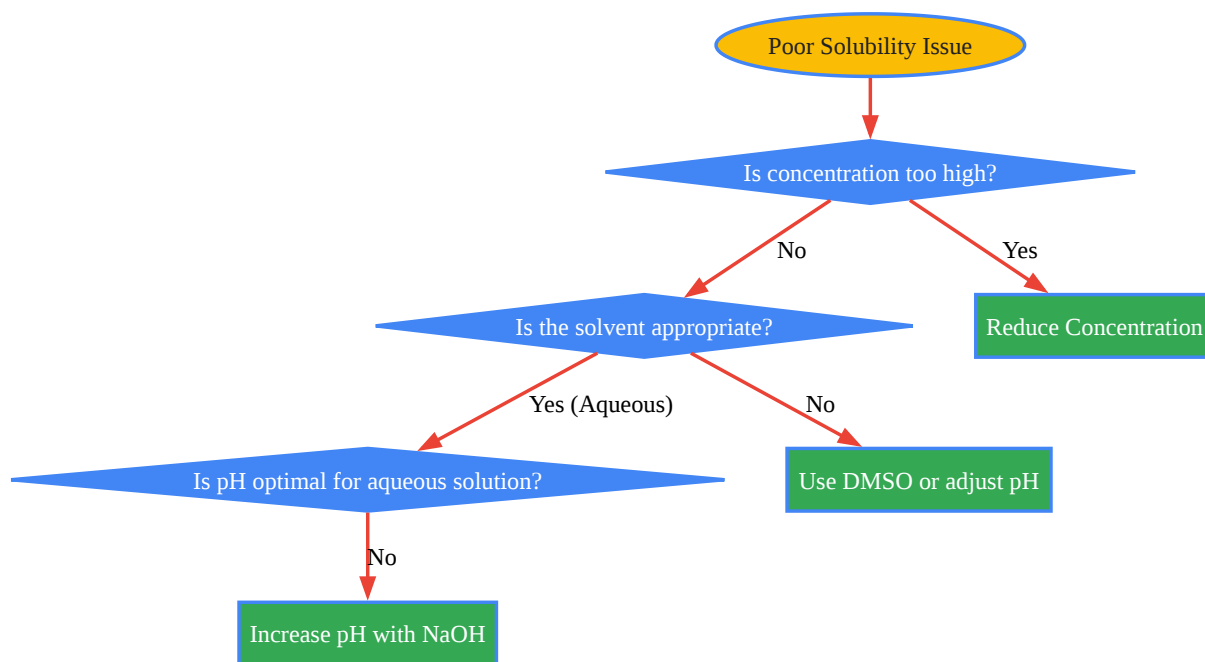 Poor Solubility Issue
Is concentration too high?
No
Yes
Is the solvent appropriate?
Reduce Concentration
Yes (Aqueous)
No
Is pH optimal for aqueous solution?
Use DMSO or adjust pH
No
Increase pH with NaOH